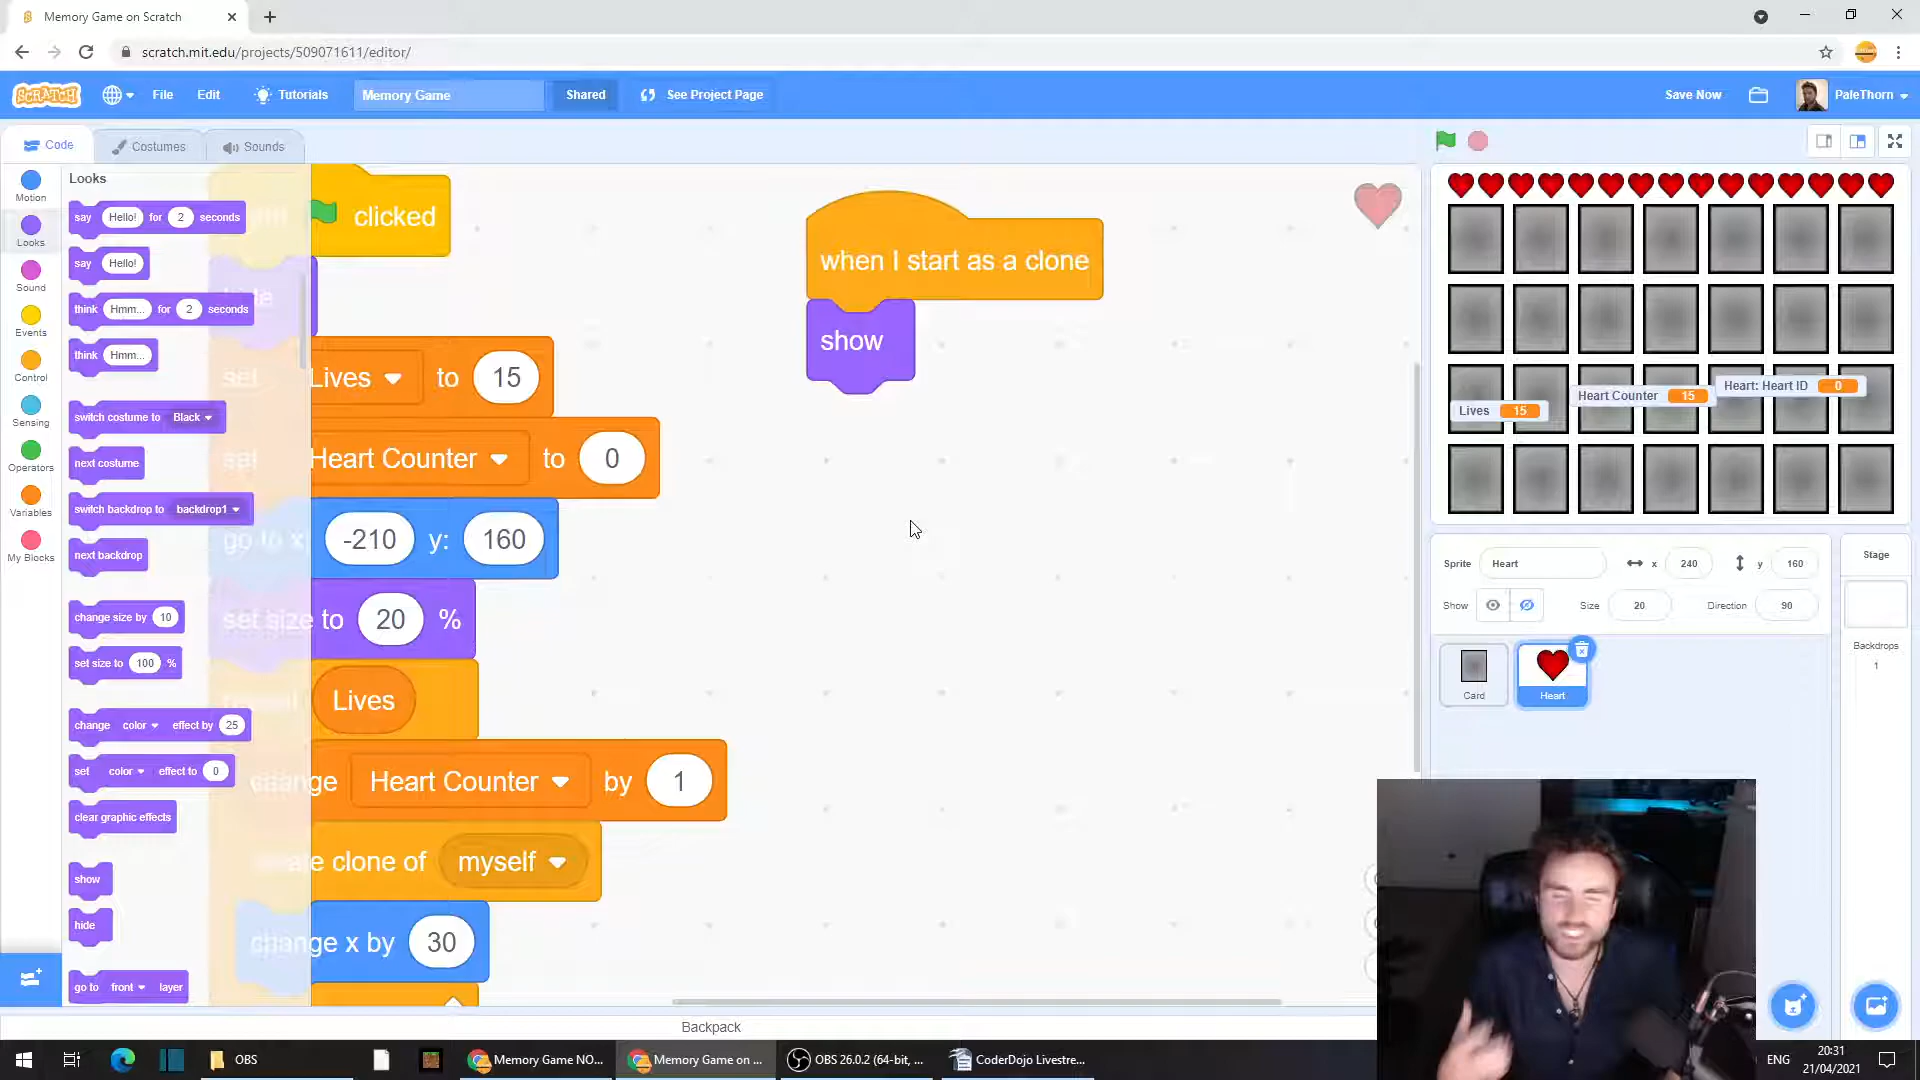 Memory Game on Scratch
scratch.mit.edu/projects/509071611/editor/
SCRATCH
File
Edit
Tutorials
Memory Game
Shared
See Project Page
Save Now
PaleThorn
Code
Costumes
Sounds
Motion
Looks
Sound
Events
Control
Sensing
Operators
Variables
My Blocks
Looks
say Hello! for 2 seconds
say Hello!
think Hmm... for 2 seconds
think Hmm...
switch costume to Black
next costume
switch backdrop to backdrop1
next backdrop
change size by 10
set size to 100 %
change color effect by 25
set color effect to 0
clear graphic effects
show
hide
go to front layer
clicked
set Lives to 15
set Heart Counter to 0
go to x -210 y: 160
set size to 20 %
repeat Lives
change Heart Counter by 1
clone of myself
change x by 30
when I start as a clone
show
Lives 15
Heart Counter 15
Heart: Heart ID 0
Sprite Heart x 240 y 160
Show Size 20 Direction 90
Card
Heart
Stage
Backdrops
1
Backpack
OBS
Memory Game NO...
Memory Game on ...
OBS 26.0.2 (64-bit, ...
CoderDojo Livestre...
ENG
20:31
21/04/2021